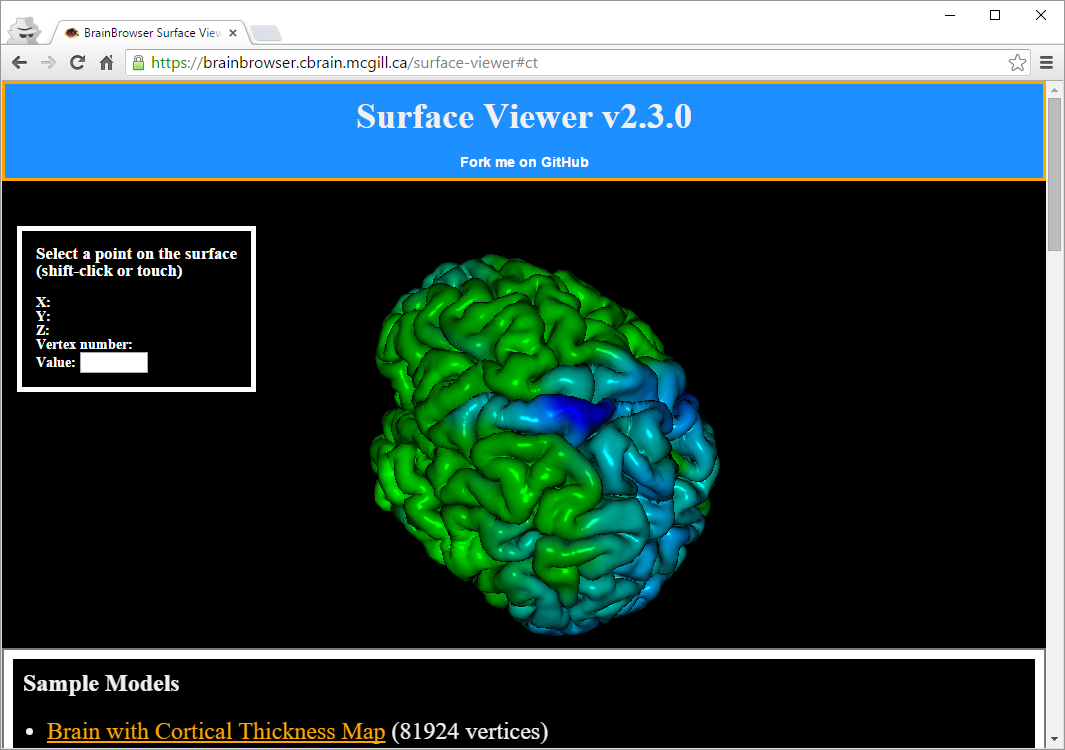 BrainBrowser Surface View
https://brainbrowser.cbrain.mcgill.ca/surface-viewer#ct
Surface Viewer v2.3.0
Fork me on GitHub
Select a point on the surface
(shift-click or touch)
X:
Y:
Z:
Vertex number:
Value:
Sample Models
Brain with Cortical Thickness Map (81924 vertices)